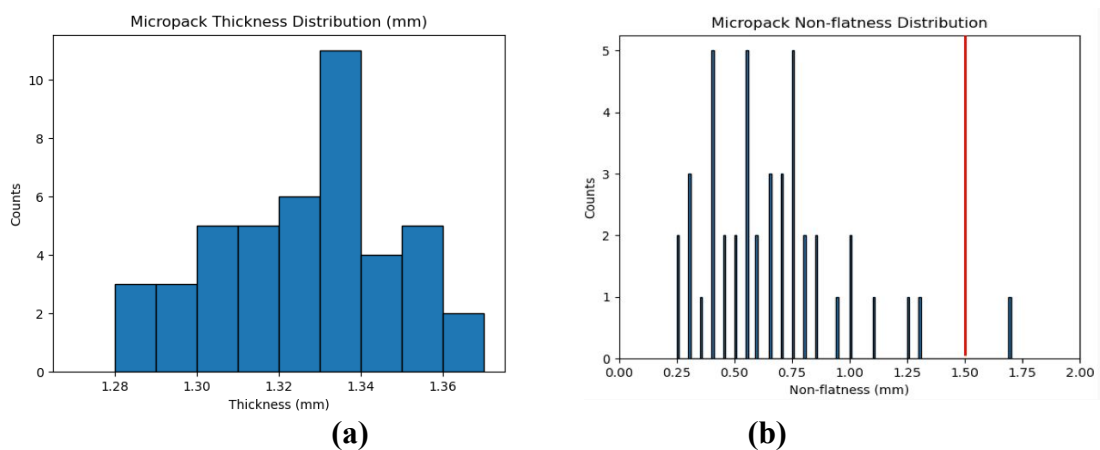 Micropack Thickness Distribution (mm)
Counts
10
8
6
4
2
0
1.28 1.30 1.32 1.34 1.36
Thickness (mm)
(a)
Micropack Non-flatness Distribution
Counts
5
4
3
2
1
0
0.00 0.25 0.50 0.75 1.00 1.25 1.50 1.75 2.00
Non-flatness (mm)
(b)